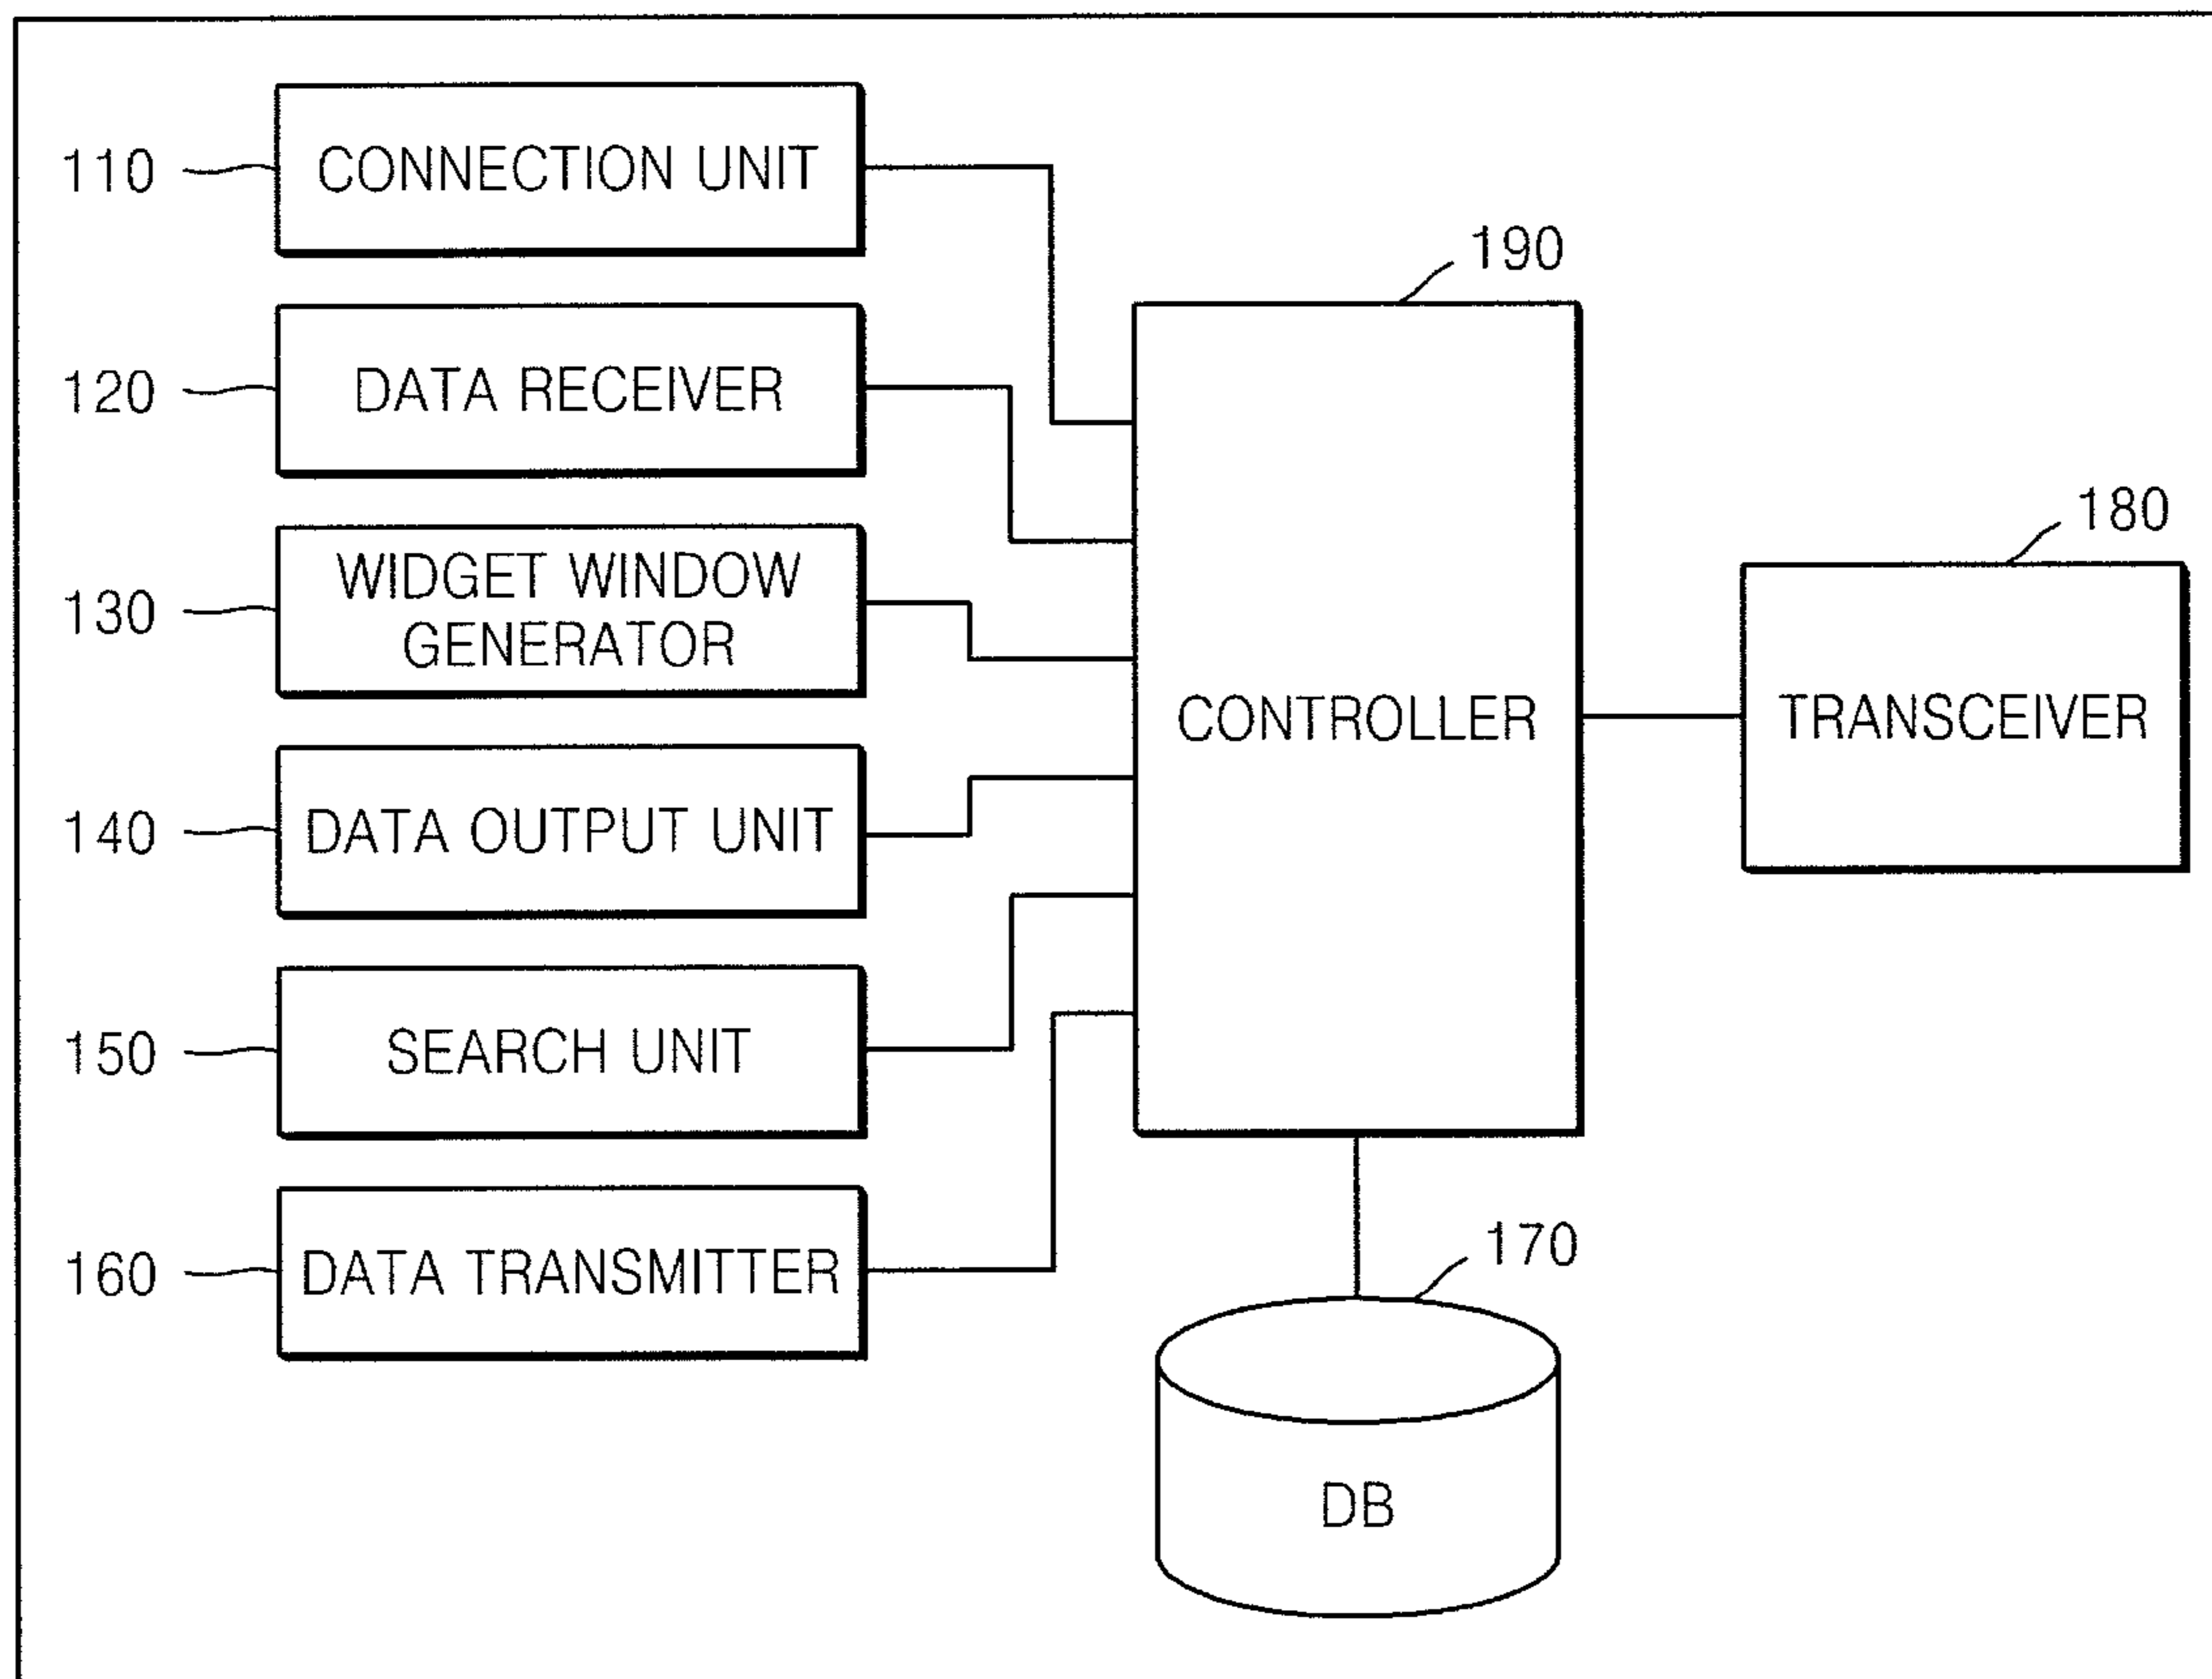 110
CONNECTION UNIT
120
DATA RECEIVER
130
WIDGET WINDOW
GENERATOR
140
DATA OUTPUT UNIT
150
SEARCH UNIT
160
DATA TRANSMITTER
190
CONTROLLER
180
TRANSCEIVER
170
DB